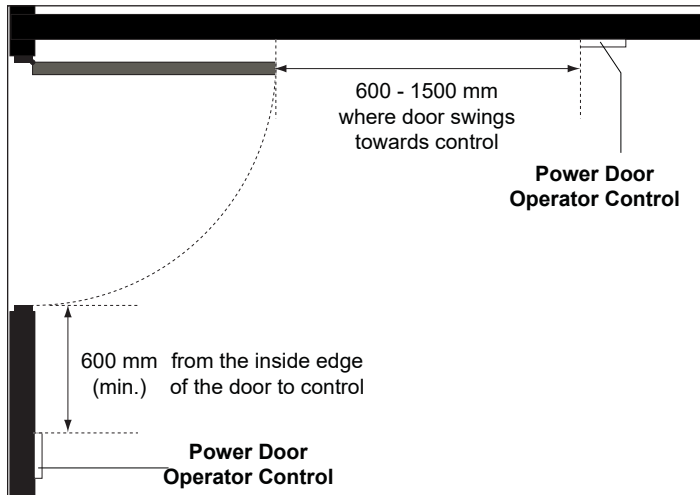 600 - 1500 mm
where door swings
towards control
Power Door
Operator Control
600 mm from the inside edge
(min.) of the door to control
Power Door
Operator Control